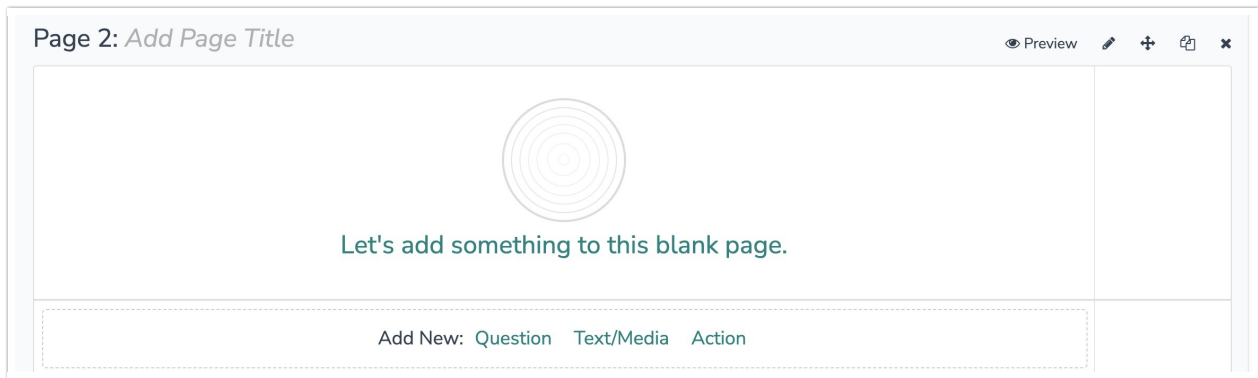 Page 2: Add Page Title
Preview
Let's add something to this blank page.
Add New: Question Text/Media Action